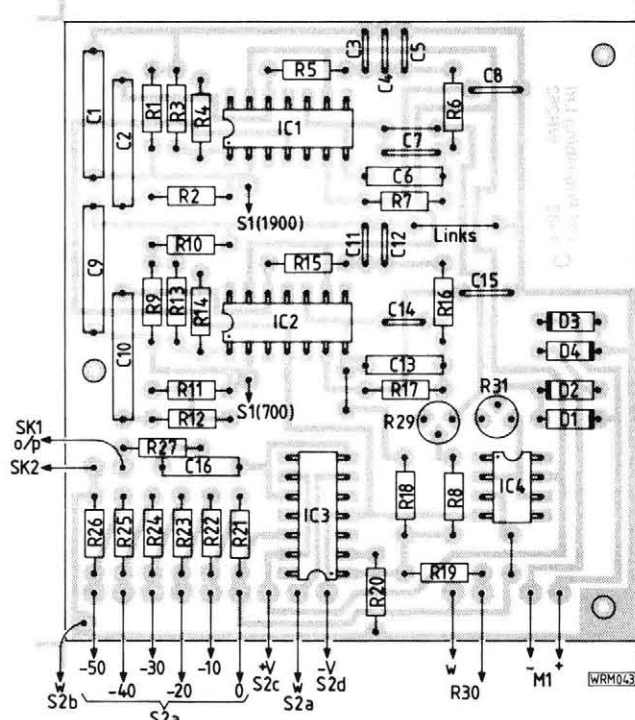 C3
C4
C5
R5
C8
C1
C2
R1
R3
R4
IC1
R6
C7
C6
R7
R2
S1(1900)
Links
C9
R10
C11
C12
R15
R9
R13
R14
IC2
C14
R16
C15
D3
D4
C10
C13
R17
R11
R12
S1(700)
R29
R31
D2
D1
SK1
o/p
R27
SK2
C16
IC3
R18
R8
IC4
R26
R25
R24
R23
R22
R21
R20
R19
-50
-30
-10
+V
w
-V
w
-
+
w
S2b
-40
-20
0
S2c
S2a
S2d
R30
M1
WRM043
S2a